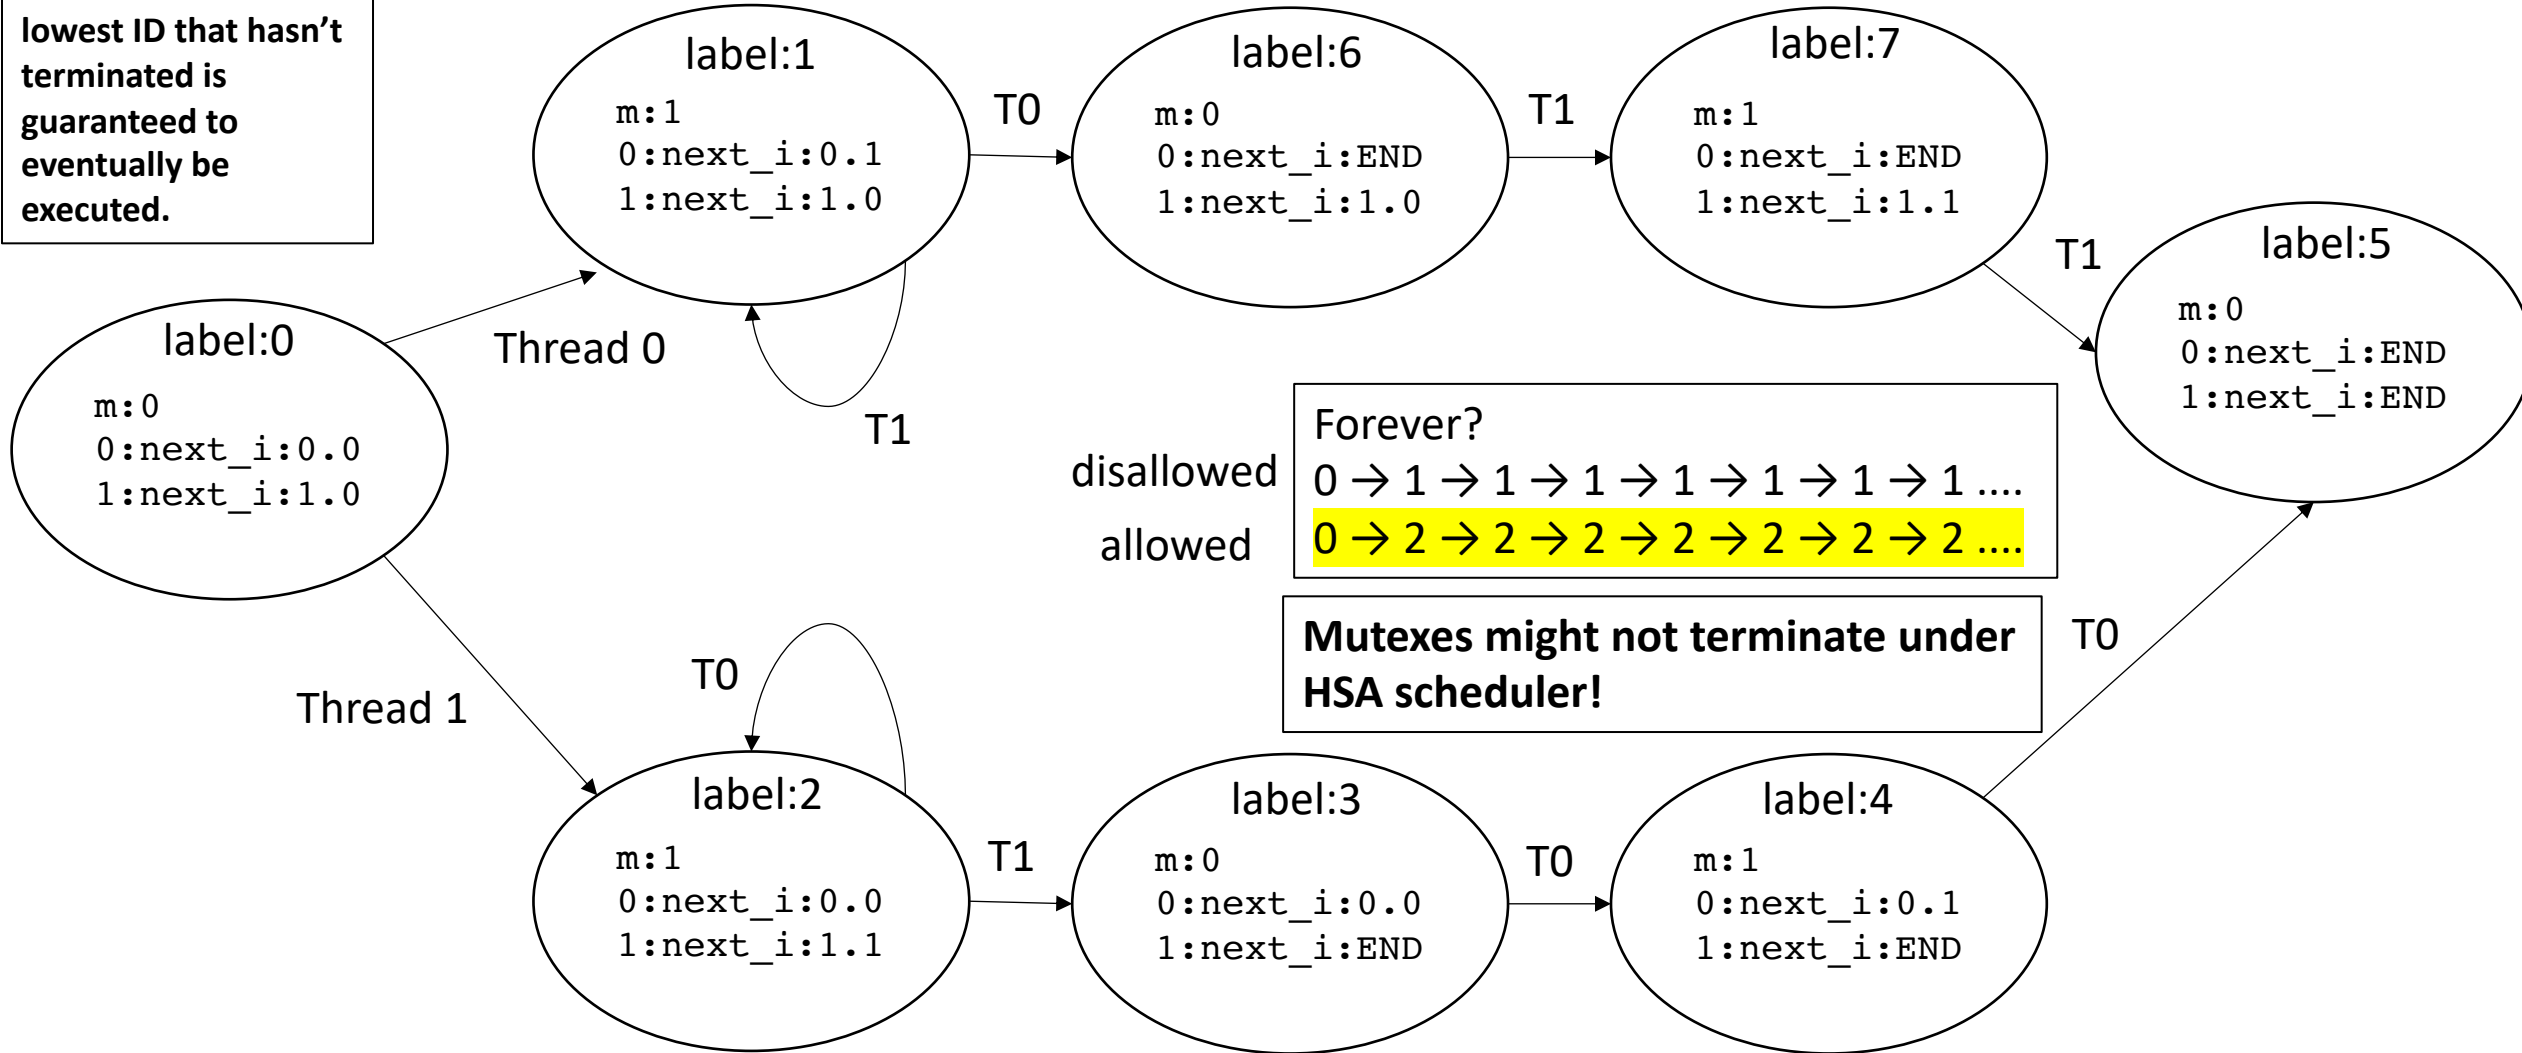 lowest ID that hasn’t
terminated is
guaranteed to
eventually be
executed.
label:0
m:0
0:next_i:0.0
1:next_i:1.0
Thread 0
Thread 1
label:1
m:1
0:next_i:0.1
1:next_i:1.0
T1
T0
label:6
m:0
0:next_i:END
1:next_i:1.0
T1
label:7
m:1
0:next_i:END
1:next_i:1.1
T1
label:5
m:0
0:next_i:END
1:next_i:END
Forever?
disallowed 0 → 1 → 1 → 1 → 1 → 1 → 1 → 1 ....
allowed 0 → 2 → 2 → 2 → 2 → 2 → 2 → 2 ....
Mutexes might not terminate under
HSA scheduler!
T0
label:2
m:1
0:next_i:0.0
1:next_i:1.1
T1
label:3
m:0
0:next_i:0.0
1:next_i:END
T0
label:4
m:1
0:next_i:0.1
1:next_i:END
T0